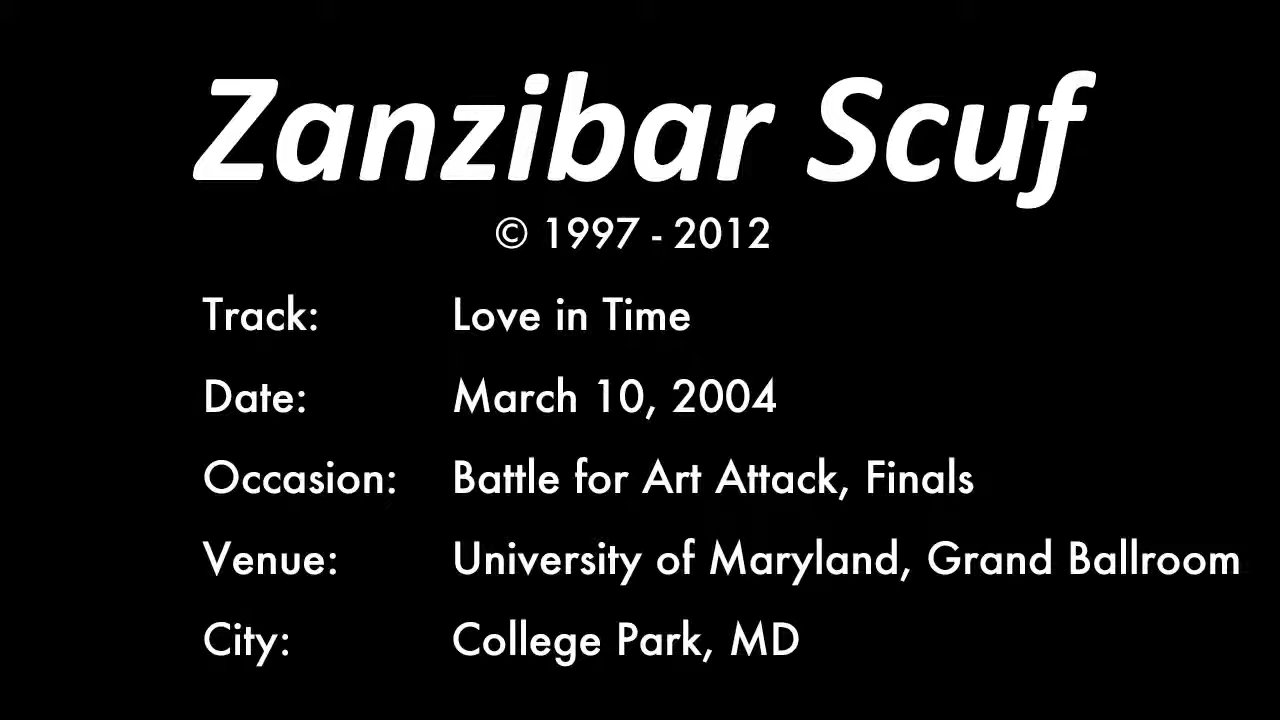 Zanzibar Scuf
© 1997 - 2012
Track: Love in Time
Date: March 10, 2004
Occasion: Battle for Art Attack, Finals
Venue: University of Maryland, Grand Ballroom
City: College Park, MD